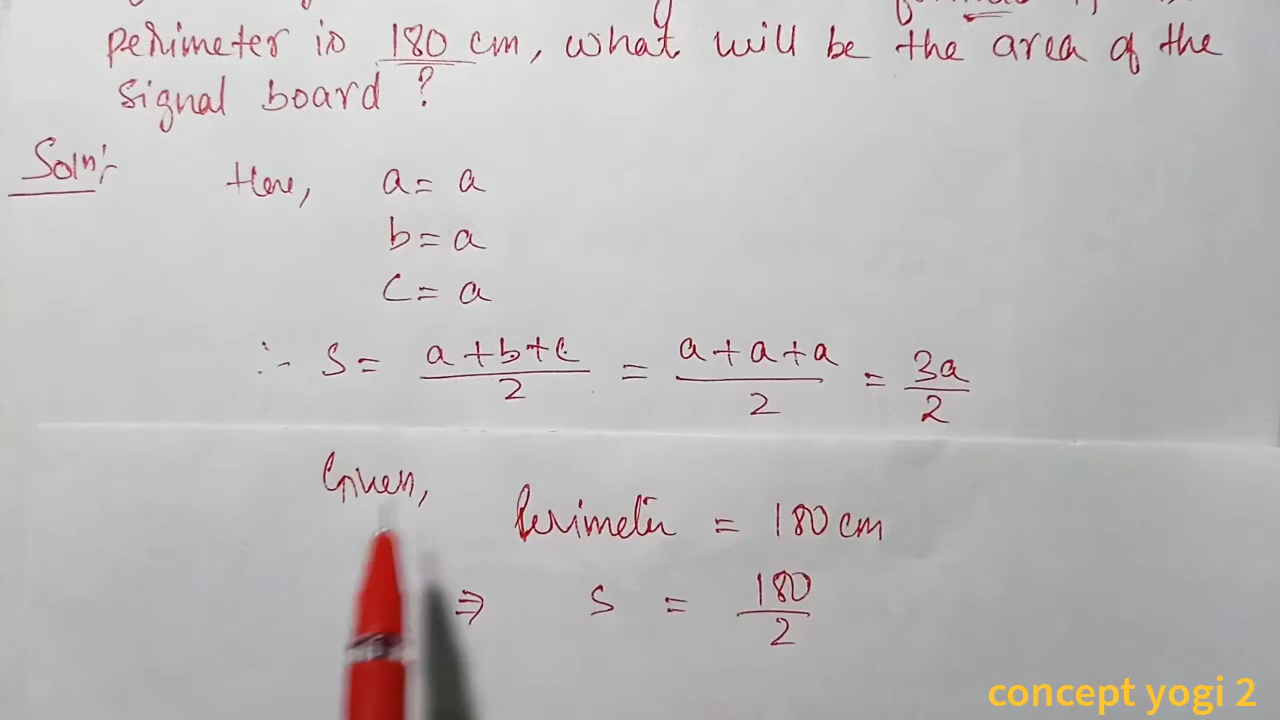 perimeter is 180 cm, what will be the area of the
signal board ?
Soln:- Here, a = a
b = a
c = a
∴ S = a+b+c/2 = a+a+a/2 = 3a/2
Given, Perimeter = 180 cm
⇒ S = 180/2
concept yogi 2